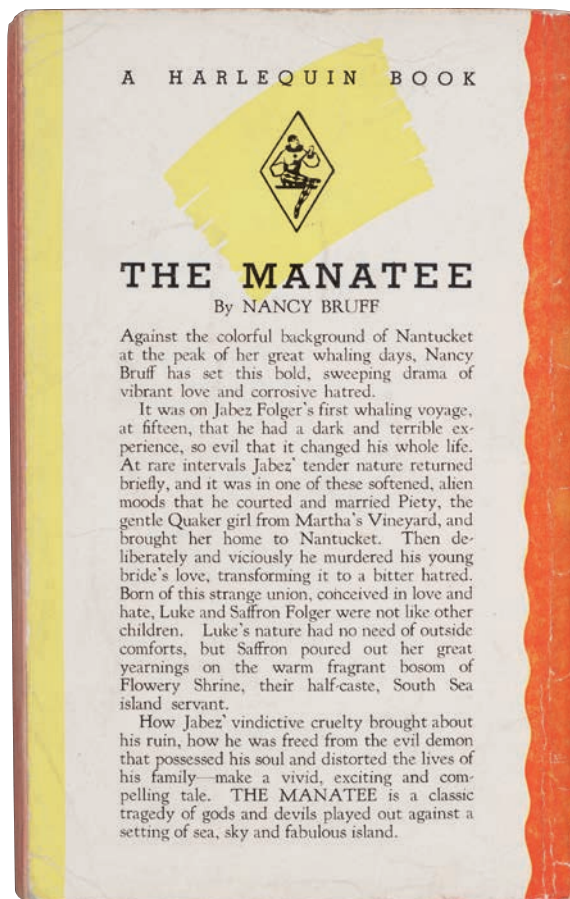 A HARLEQUIN BOOK
THE MANATEE
By NANCY BRUFF
Against the colorful background of Nantucket
at the peak of her great whaling days, Nancy
Bruff has set this bold, sweeping drama of
vibrant love and corrosive hatred.
It was on Jabez Folger's first whaling voyage,
at fifteen, that he had a dark and terrible ex-
perience, so evil that it changed his whole life.
At rare intervals Jabez' tender nature returned
briefly, and it was in one of these softened, alien
moods that he courted and married Piety, the
gentle Quaker girl from Martha's Vineyard, and
brought her home to Nantucket. Then de-
liberately and viciously he murdered his young
bride's love, transforming it to a bitter hatred.
Born of this strange union, conceived in love and
hate, Luke and Saffron Folger were not like other
children. Luke's nature had no need of outside
comforts, but Saffron poured out her great
yearnings on the warm fragrant bosom of
Flowery Shrine, their half-caste, South Sea
island servant.
How Jabez' vindictive cruelty brought about
his ruin, how he was freed from the evil demon
that possessed his soul and distorted the lives of
his family—make a vivid, exciting and com-
pelling tale. THE MANATEE is a classic
tragedy of gods and devils played out against a
setting of sea, sky and fabulous island.